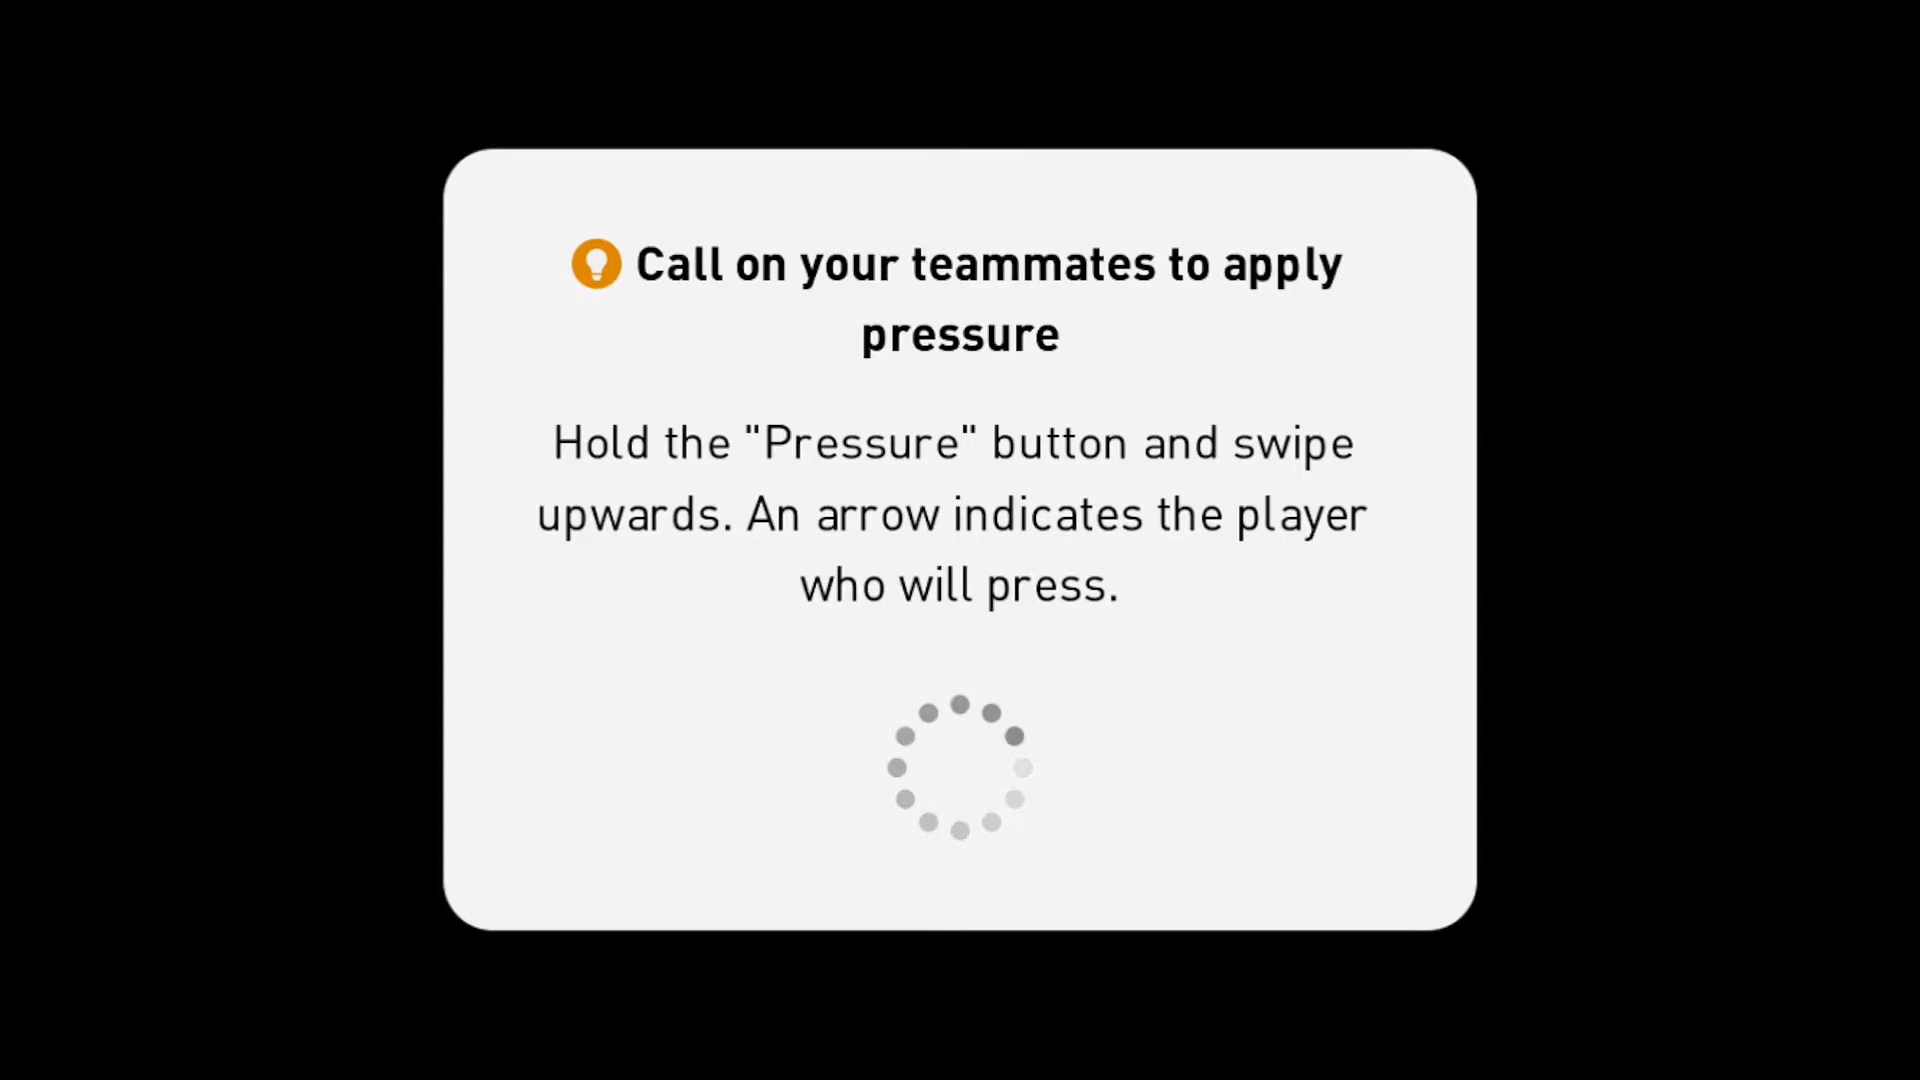 Call on your teammates to apply
pressure
Hold the "Pressure" button and swipe
upwards. An arrow indicates the player
who will press.